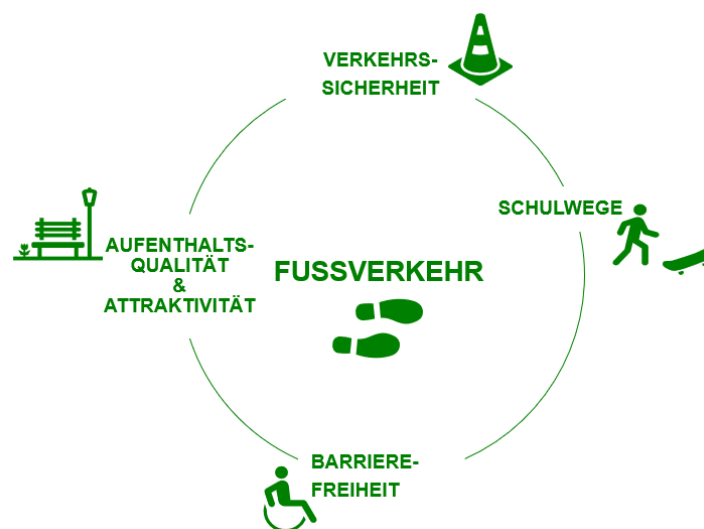 VERKEHRS-
SICHERHEIT
SCHULWEGE
AUFENTHALTS-
QUALITÄT
&
ATTRAKTIVITÄT
FUSSVERKEHR
BARRIERE-
FREIHEIT